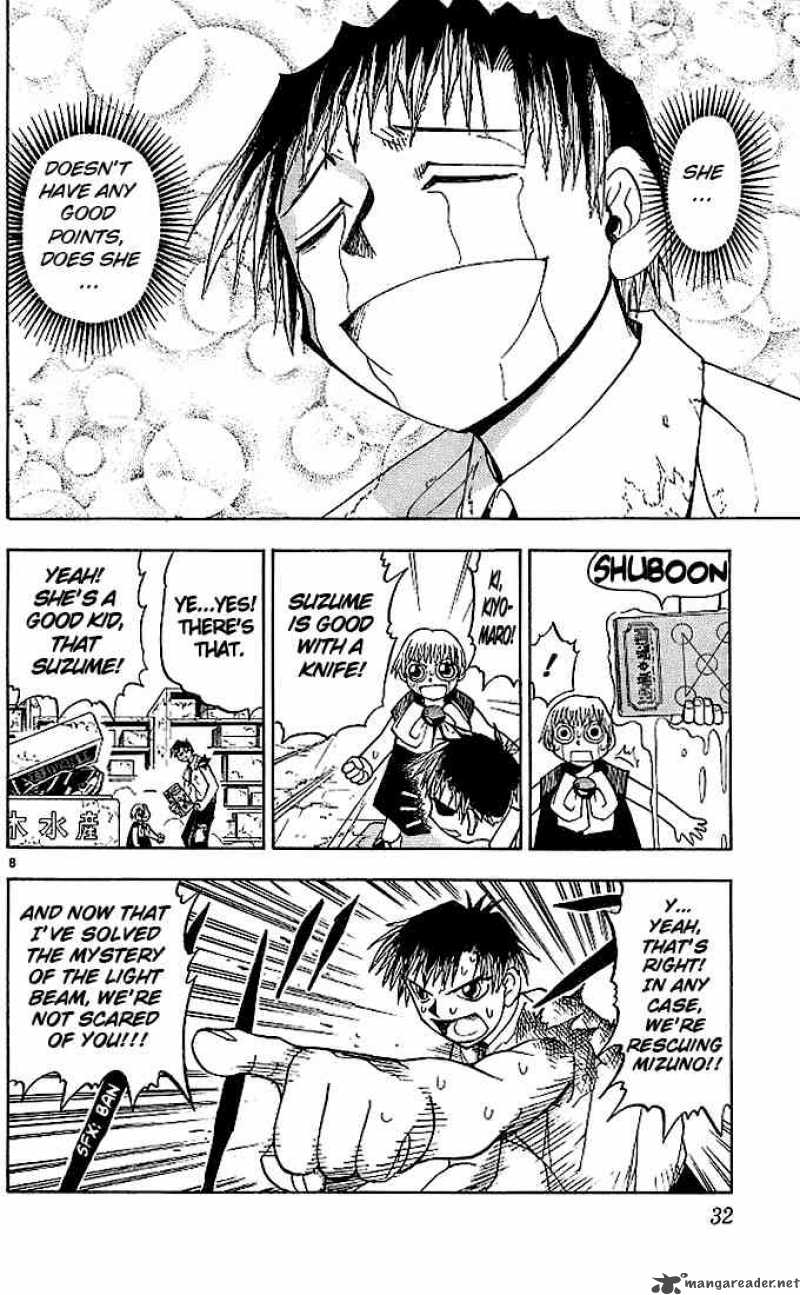 SHE
...
DOESN'T
HAVE ANY
GOOD
POINTS,
DOES SHE
...
SHUBOON
!
KI,
KIYO-
MARO!
SUZUME
IS GOOD
WITH A
KNIFE!
YE...YES!
THERE'S
THAT.
YEAH!
SHE'S A
GOOD KID,
THAT
SUZUME!
木水産
8
Y...
YEAH,
THAT'S
RIGHT!
IN ANY
CASE,
WE'RE
RESCUING
MIZUNO!!
AND NOW THAT
I'VE SOLVED
THE MYSTERY
OF THE LIGHT
BEAM, WE'RE
NOT SCARED
OF YOU!!!
SFX: BAN
32
mangareader.net